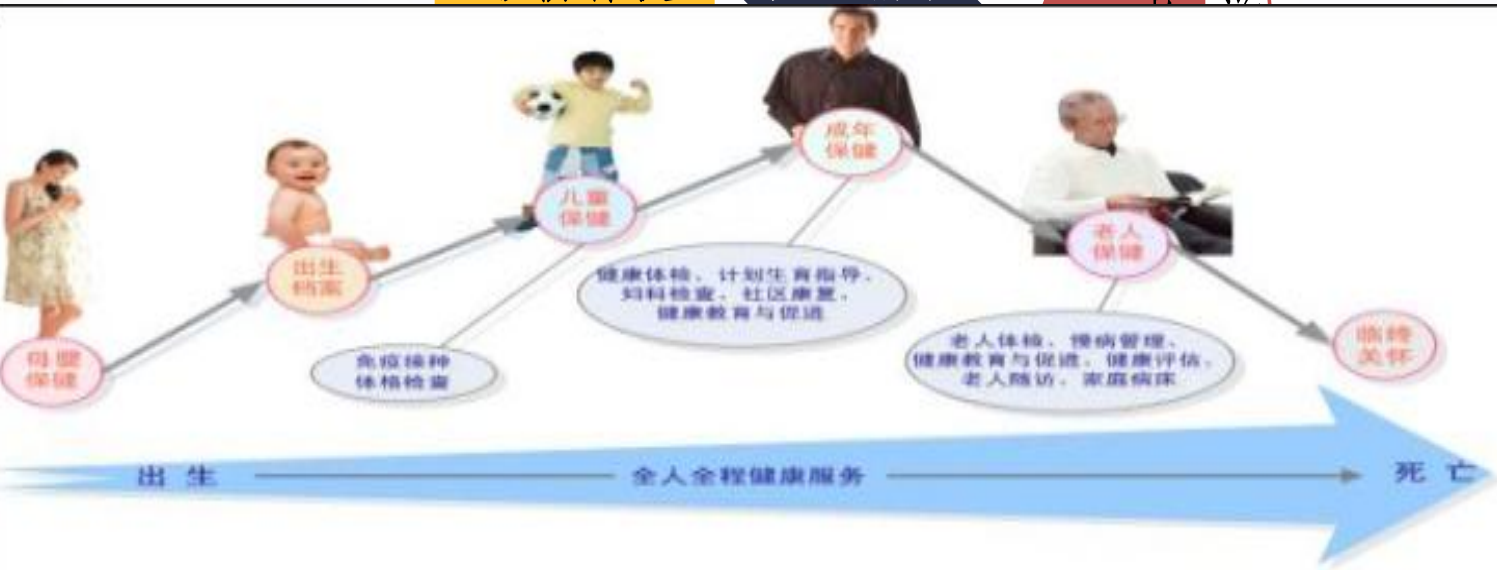 母婴
保健
出生
档案
儿童
保健
成年
保健
老人
保健
临终
关怀
免疫接种
体格检查
健康体检、计划生育指导、
妇科检查、社区康复、
健康教育与促进
老人体检、慢病管理、
健康教育与促进、健康评估、
老人随访、家庭病床
出生
全人全程健康服务
死亡